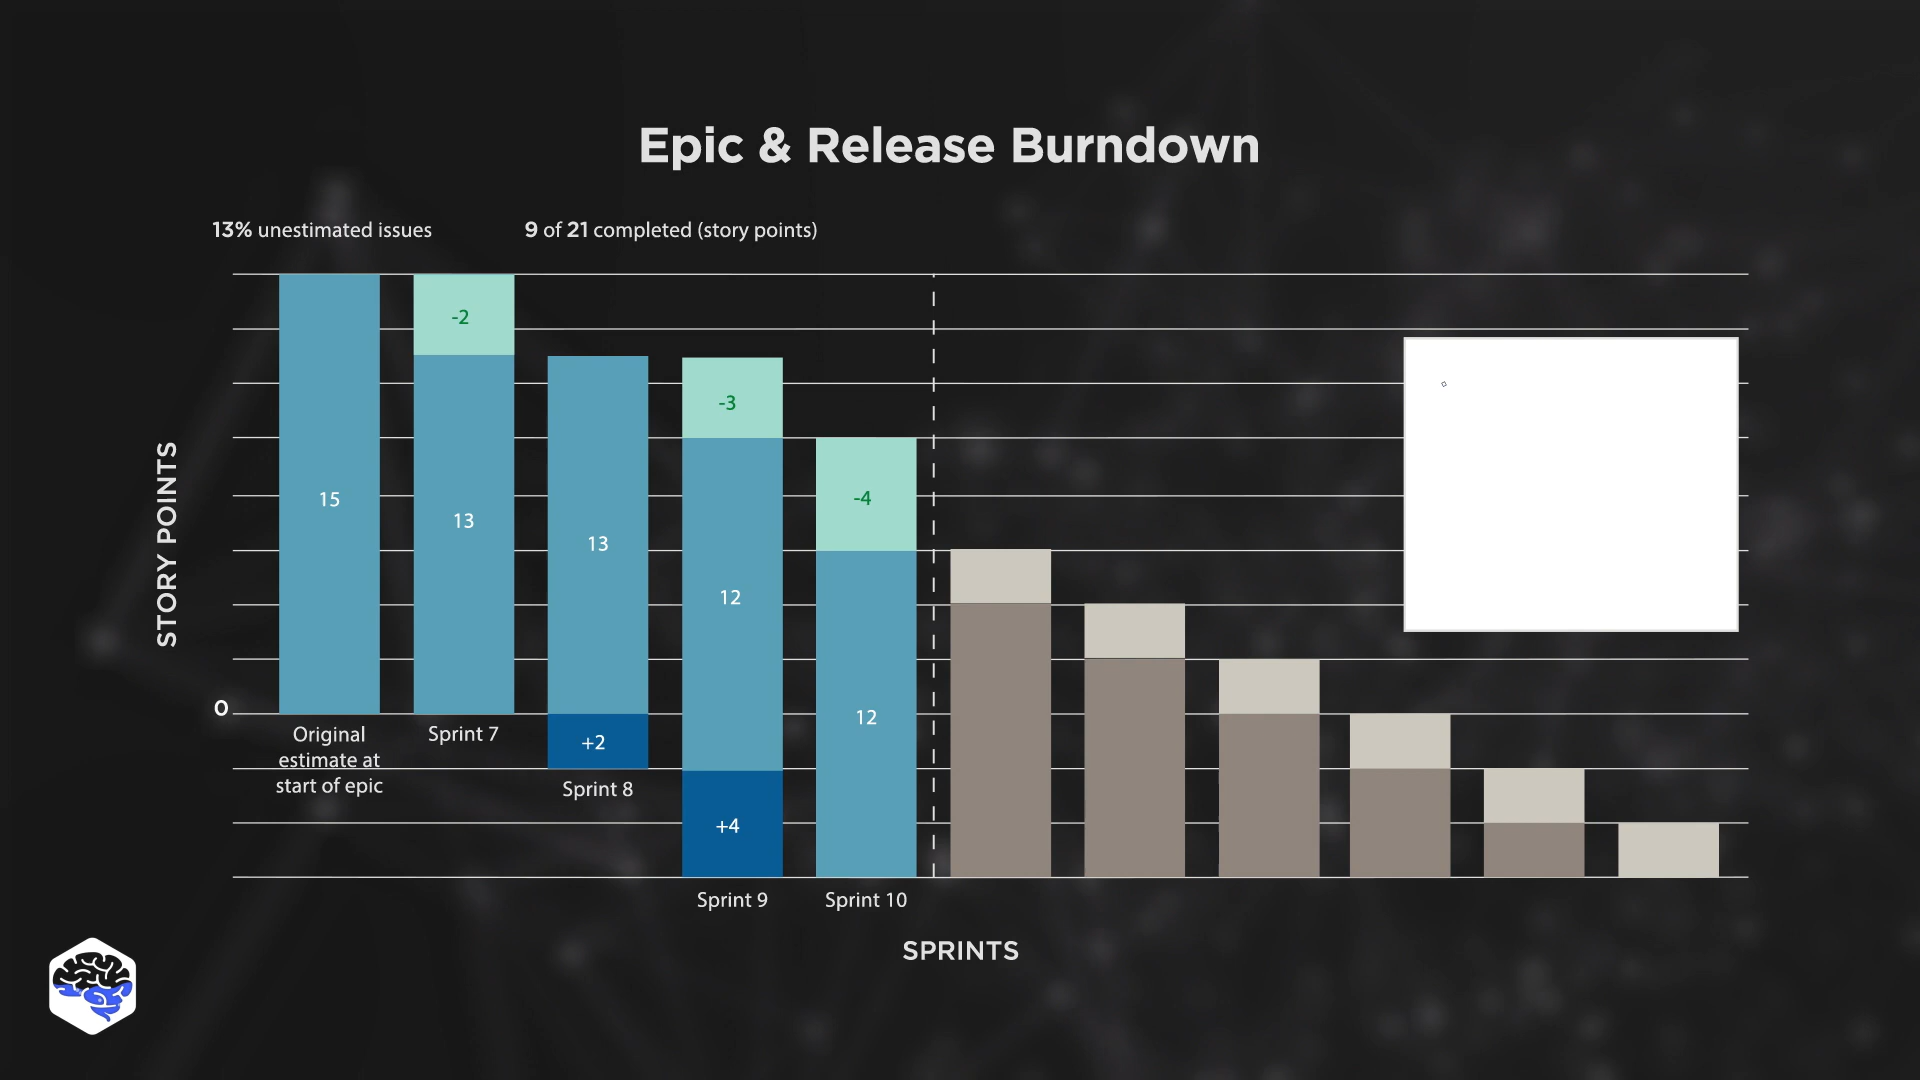 Epic & Release Burndown
13% unestimated issues
9 of 21 completed (story points)
STORY POINTS
0
15
-2
13
13
+2
-3
12
+4
-4
12
Original
estimate at
start of epic
Sprint 7
Sprint 8
Sprint 9
Sprint 10
SPRINTS